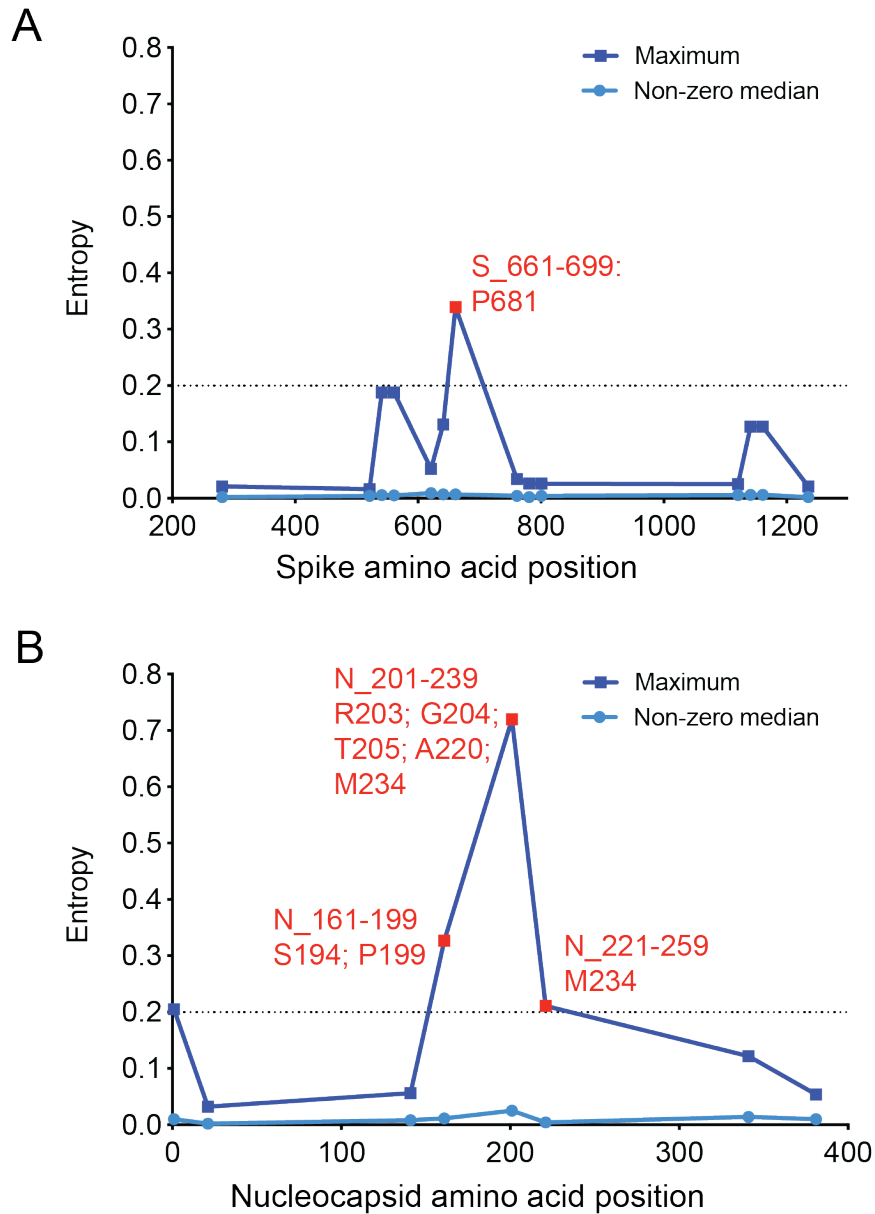 A
0.8
0.7
0.6
0.5
0.4
0.3
0.2
0.1
0.0
Entropy
Maximum
Non-zero median
S_661-699:
P681
200 400 600 800 1000 1200
Spike amino acid position
B
0.8
0.7
0.6
0.5
0.4
0.3
0.2
0.1
0.0
Entropy
Maximum
Non-zero median
N_201-239
R203; G204;
T205; A220;
M234
N_161-199
S194; P199
N_221-259
M234
0 100 200 300 400
Nucleocapsid amino acid position